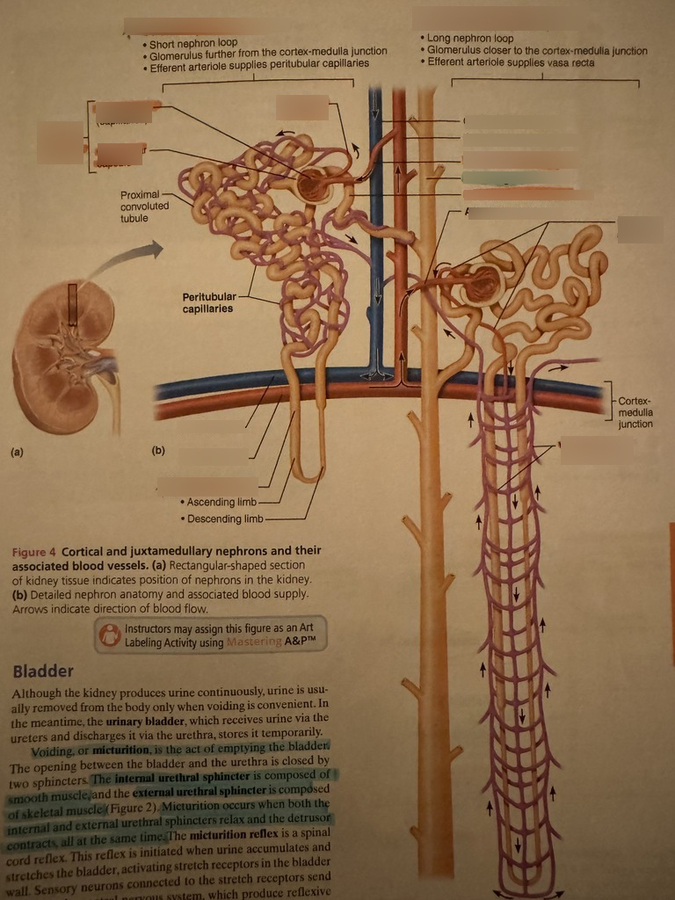 • Short nephron loop
• Glomerulus further from the cortex-medulla junction
• Efferent arteriole supplies peritubular capillaries
• Long nephron loop
• Glomerulus closer to the cortex-medulla junction
• Efferent arteriole supplies vasa recta
Proximal
convoluted
tubule
Peritubular
capillaries
Cortex-
medulla
junction
(a)
(b)
• Ascending limb
• Descending limb
Figure 4 Cortical and juxtamedullary nephrons and their
associated blood vessels. (a) Rectangular-shaped section
of kidney tissue indicates position of nephrons in the kidney.
(b) Detailed nephron anatomy and associated blood supply.
Arrows indicate direction of blood flow.
Instructors may assign this figure as an Art
Labeling Activity using Mastering A&P™
Bladder
Although the kidney produces urine continuously, urine is usu-
ally removed from the body only when voiding is convenient. In
the meantime, the urinary bladder, which receives urine via the
ureters and discharges it via the urethra, stores it temporarily.
Voiding, or micturition, is the act of emptying the bladder.
The opening between the bladder and the urethra is closed by
two sphincters. The internal urethral sphincter is composed of
smooth muscle, and the external urethral sphincter is composed
of skeletal muscle (Figure 2). Micturition occurs when both the
internal and external urethral sphincters relax and the detrusor
contracts, all at the same time. The micturition reflex is a spinal
cord reflex. This reflex is initiated when urine accumulates and
stretches the bladder, activating stretch receptors in the bladder
wall. Sensory neurons connected to the stretch receptors send
nervous system, which produce reflexive